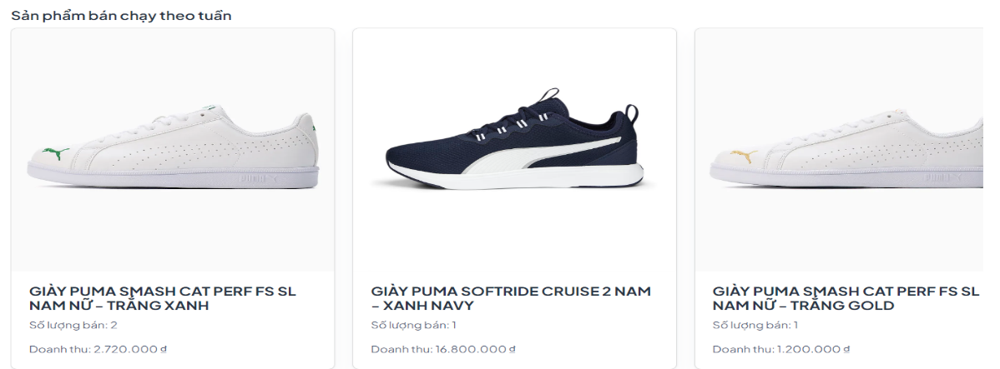 Sản phẩm bán chạy theo tuần
GIÀY PUMA SMASH CAT PERF FS SL
NAM NỮ – TRẮNG XANH
Số lượng bán: 2
Doanh thu: 2.720.000 ₫
GIÀY PUMA SOFTRIDE CRUISE 2 NAM
– XANH NAVY
Số lượng bán: 1
Doanh thu: 16.800.000 ₫
GIÀY PUMA SMASH CAT PERF FS SL
NAM NỮ – TRẮNG GOLD
Số lượng bán: 1
Doanh thu: 1.200.000 ₫